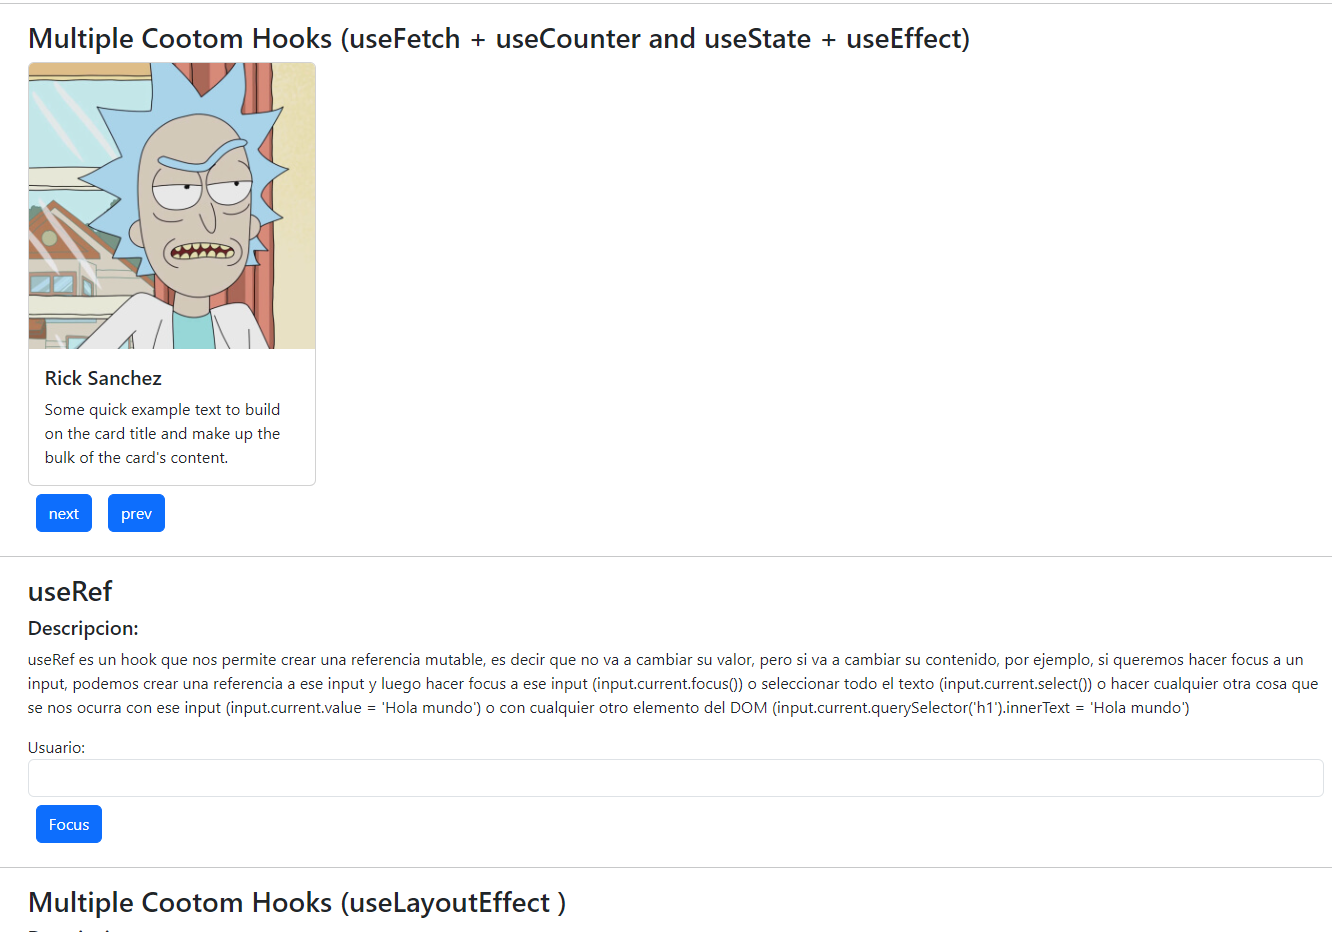 Multiple Cootom Hooks (useFetch + useCounter and useState + useEffect)
Rick Sanchez
Some quick example text to build
on the card title and make up the
bulk of the card's content.
next prev
useRef
Descripcion:
useRef es un hook que nos permite crear una referencia mutable, es decir que no va a cambiar su valor, pero si va a cambiar su contenido, por ejemplo, si queremos hacer focus a un
input, podemos crear una referencia a ese input y luego hacer focus a ese input (input.current.focus()) o seleccionar todo el texto (input.current.select()) o hacer cualquier otra cosa que
se nos ocurra con ese input (input.current.value = 'Hola mundo') o con cualquier otro elemento del DOM (input.current.querySelector('h1').innerText = 'Hola mundo')
Usuario:
Focus
Multiple Cootom Hooks (useLayoutEffect )